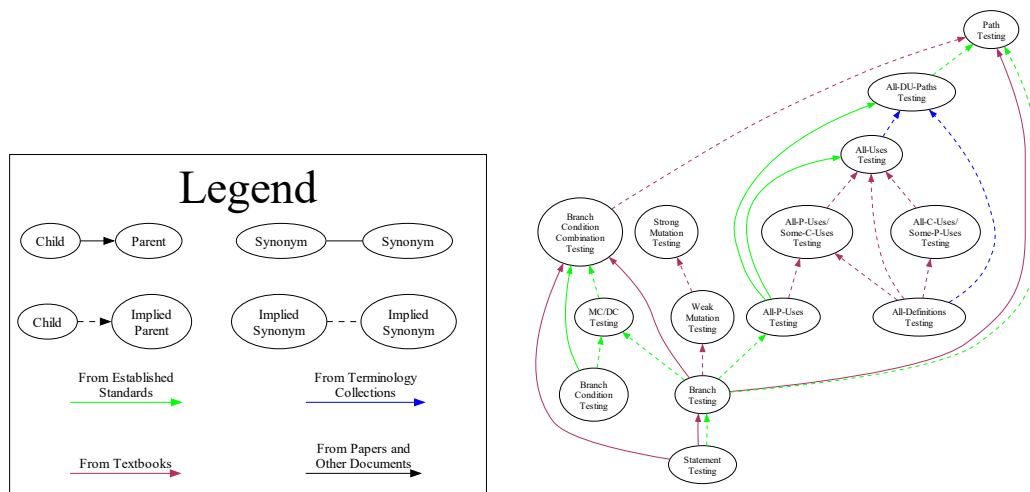 Legend
Child
Parent
Synonym
Synonym
Child
Implied
Parent
Implied
Synonym
Implied
Synonym
From Established
Standards
From Terminology
Collections
From Textbooks
From Papers and
Other Documents
Path
Testing
All-DU-Paths
Testing
All-Uses
Testing
Branch
Condition
Combination
Testing
Strong
Mutation
Testing
All-P-Uses/
Some-C-Uses
Testing
All-C-Uses/
Some-P-Uses
Testing
MC/DC
Testing
Weak
Mutation
Testing
All-P-Uses
Testing
All-Definitions
Testing
Branch
Condition
Testing
Branch
Testing
Statement
Testing